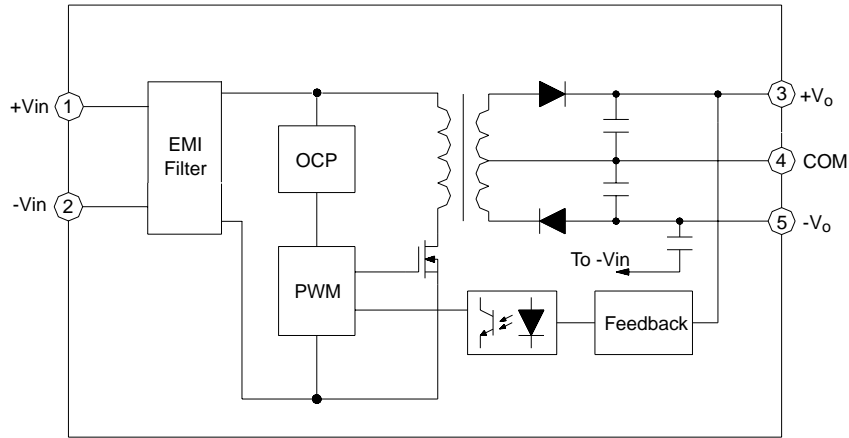 +Vin
1
EMI
Filter
OCP
3
+Vo
4
COM
-Vin
2
5
-Vo
To -Vin
PWM
Feedback